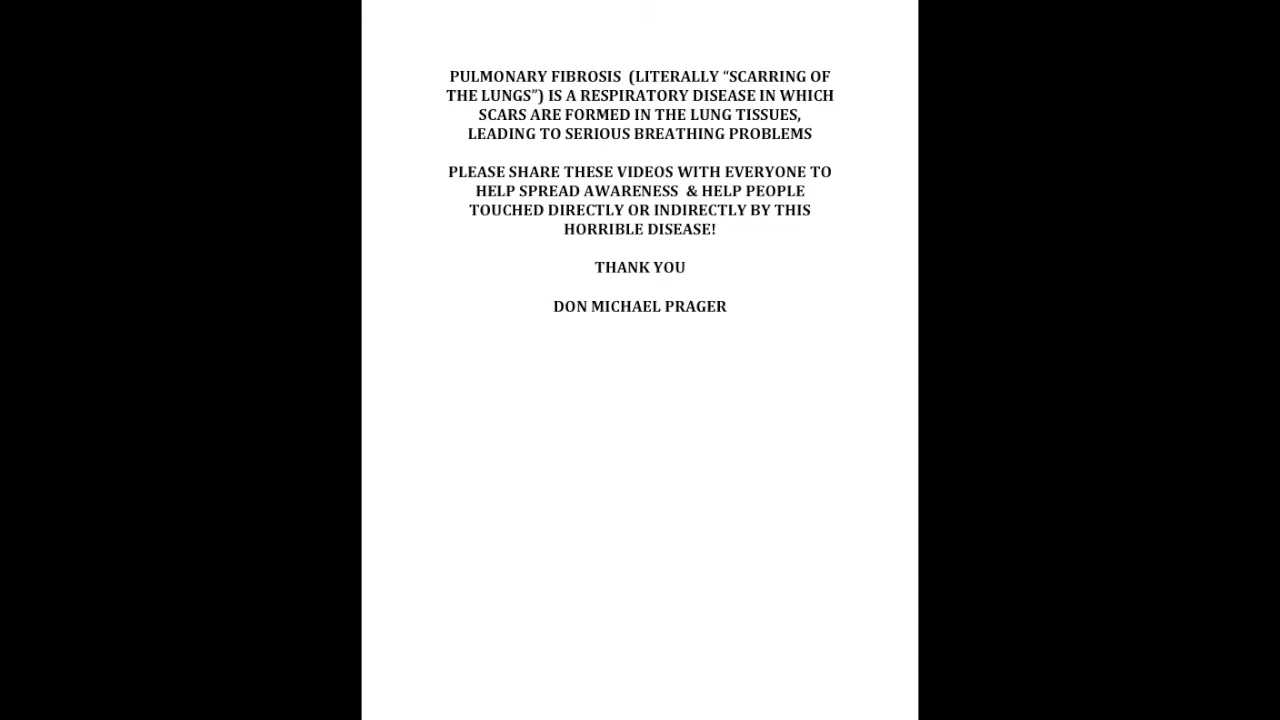 PULMONARY FIBROSIS  (LITERALLY “SCARRING OF
THE LUNGS”) IS A RESPIRATORY DISEASE IN WHICH
SCARS ARE FORMED IN THE LUNG TISSUES,
LEADING TO SERIOUS BREATHING PROBLEMS
PLEASE SHARE THESE VIDEOS WITH EVERYONE TO
HELP SPREAD AWARENESS  & HELP PEOPLE
TOUCHED DIRECTLY OR INDIRECTLY BY THIS
HORRIBLE DISEASE!
THANK YOU
DON MICHAEL PRAGER